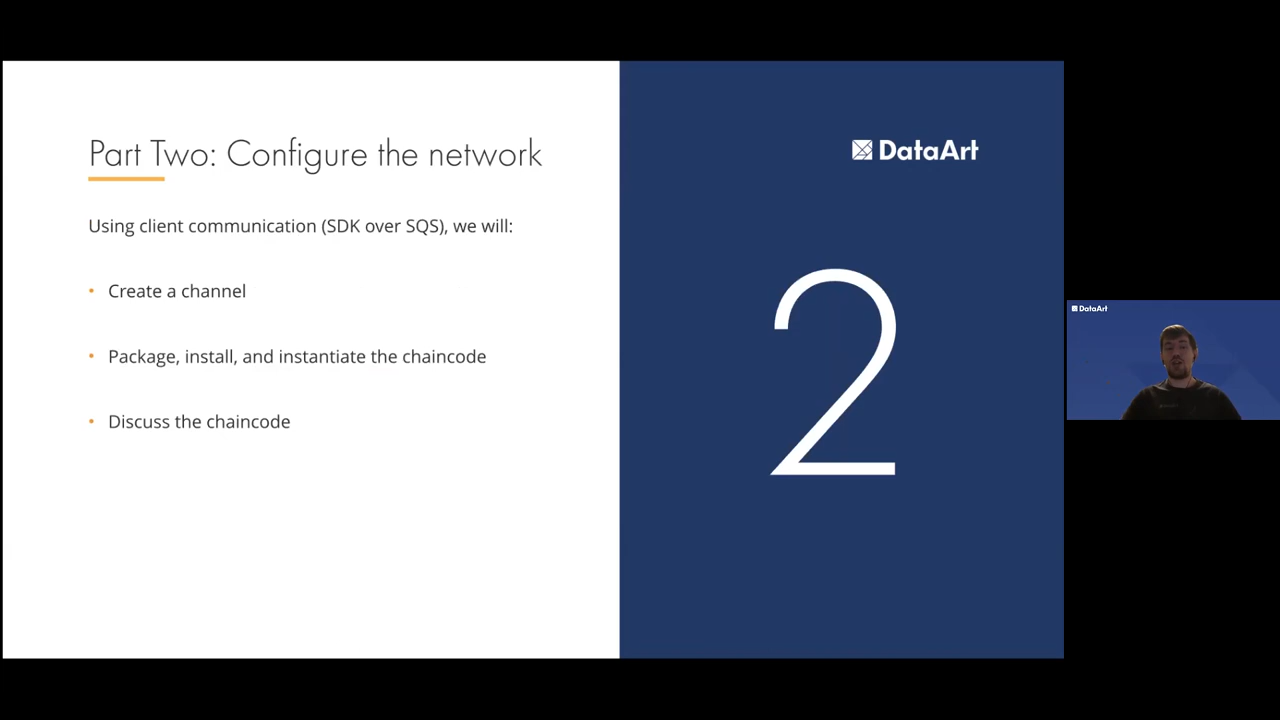 Part Two: Configure the network
DataArt
Using client communication (SDK over SQS), we will:
• Create a channel
• Package, install, and instantiate the chaincode
• Discuss the chaincode
2
DataArt